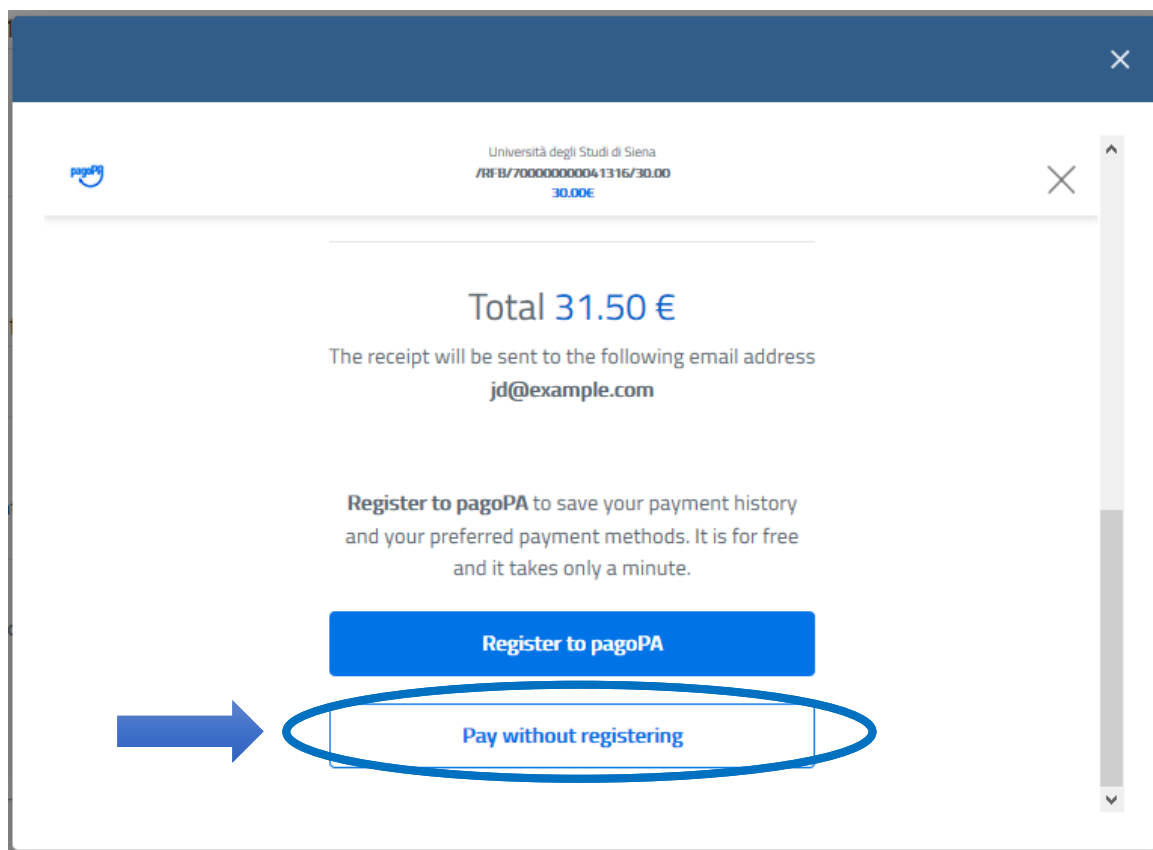 pagoPA
Università degli Studi di Siena
/RFB/700000000041316/30.00
30.00€
Total 31.50 €
The receipt will be sent to the following email address
jd@example.com
Register to pagoPA to save your payment history
and your preferred payment methods. It is for free
and it takes only a minute.
Register to pagoPA
Pay without registering